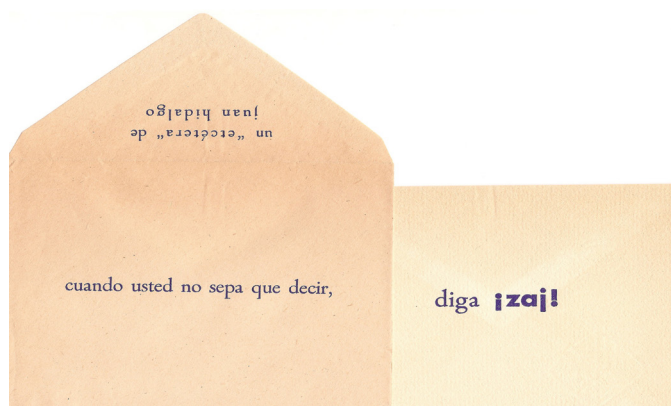 un "etcétera" de
juan hidalgo
cuando usted no sepa que decir,
diga ¡zaj!